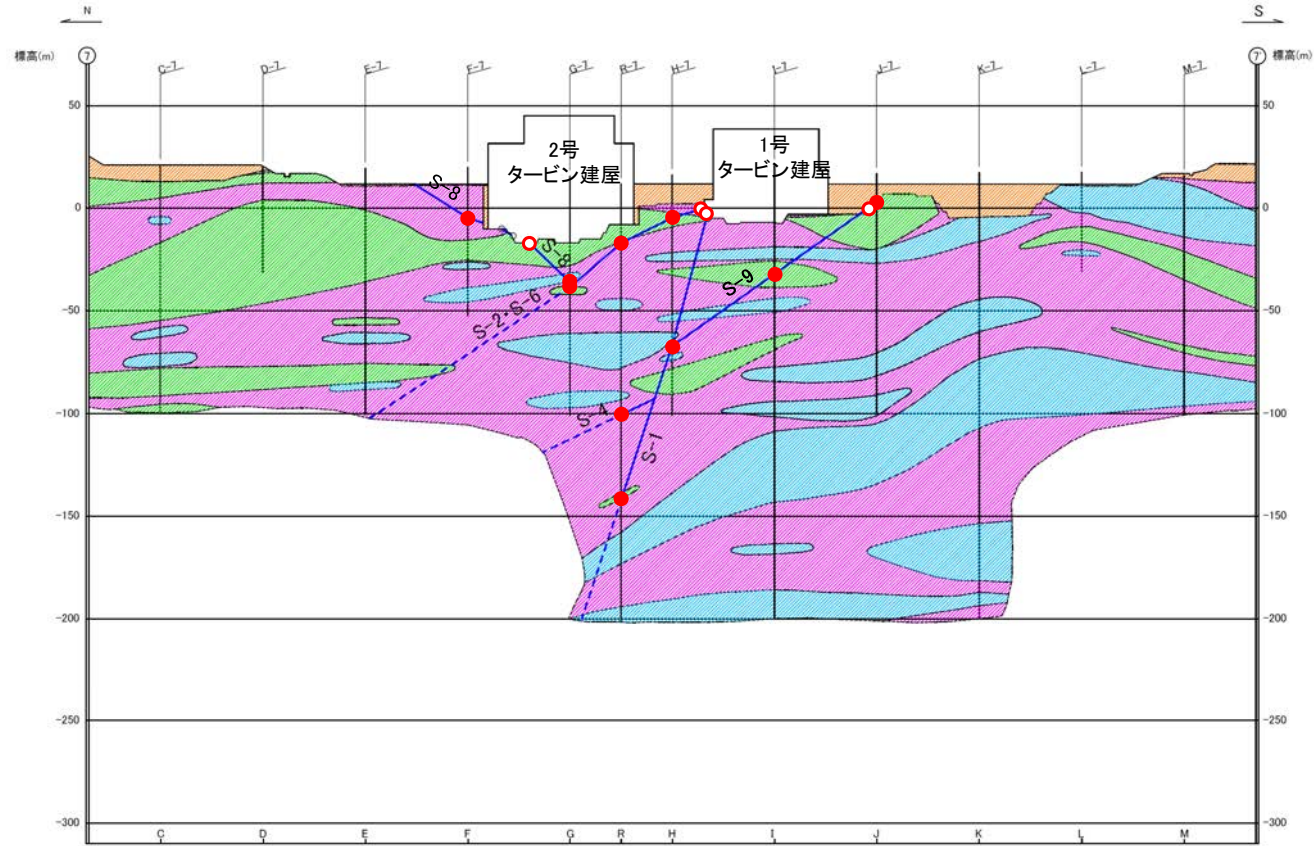 N
S
標高(m)
⑦
⑦'
標高(m)
C-7
D-7
E-7
F-7
G-7
R-7
H-7
I-7
J-7
K-7
L-7
M-7
50
50
2号
タービン建屋
1号
タービン建屋
S-8
0
0
S-8
S-9
-50
S-2・S-6
-50
-100
S-4
-100
S-1
-150
-150
-200
-200
-250
-250
-300
-300
C
D
E
F
G
R
H
I
J
K
L
M